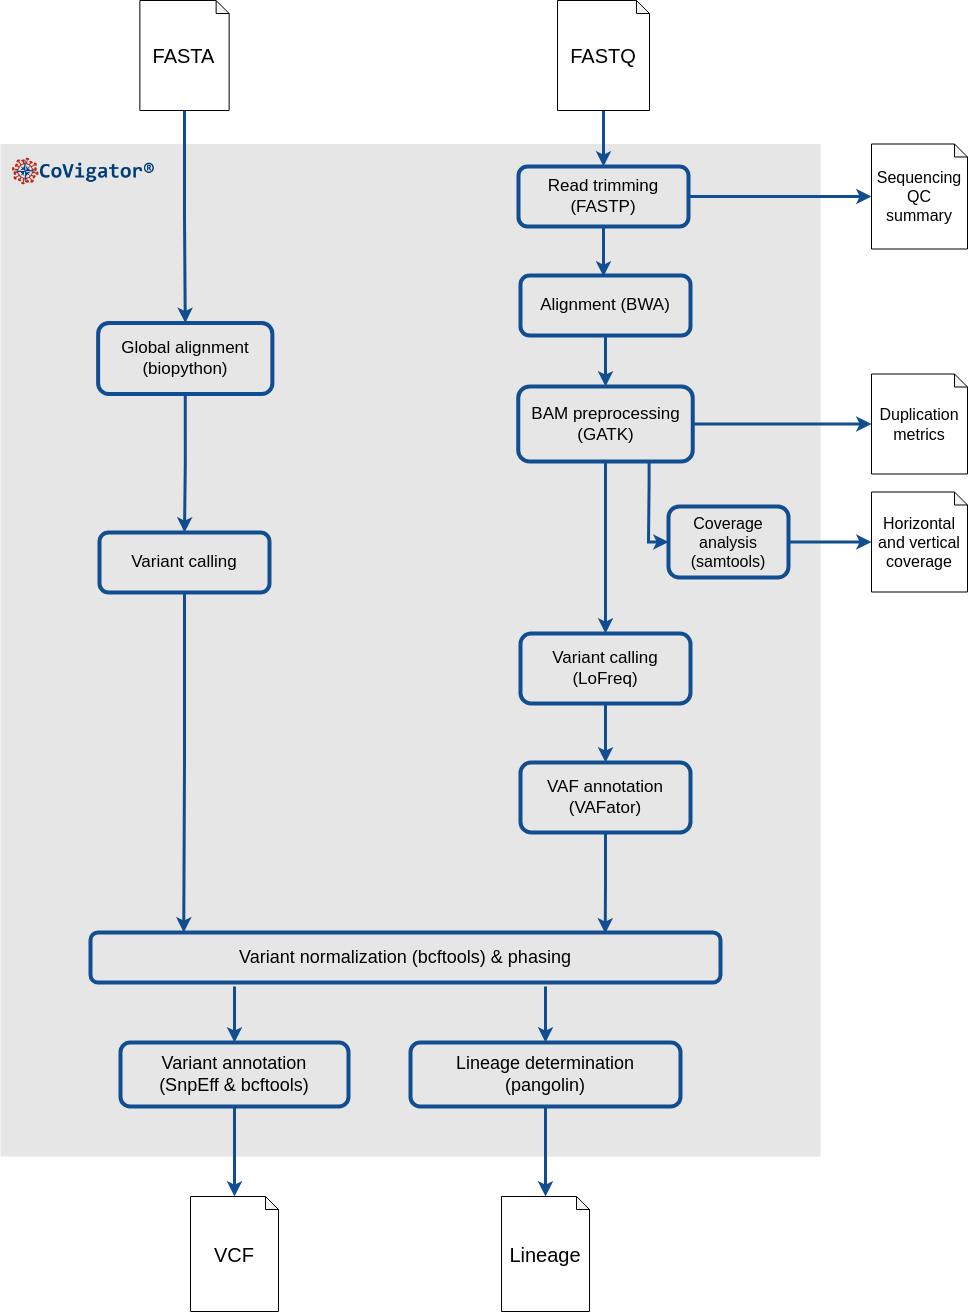 FASTA
FASTQ
CoVigator®
Read trimming
(FASTP)
Sequencing
QC
summary
Alignment (BWA)
Global alignment
(biopython)
BAM preprocessing
(GATK)
Duplication
metrics
Coverage
analysis
(samtools)
Horizontal
and vertical
coverage
Variant calling
Variant calling
(LoFreq)
VAF annotation
(VAFator)
Variant normalization (bcftools) & phasing
Variant annotation
(SnpEff & bcftools)
Lineage determination
(pangolin)
VCF
Lineage